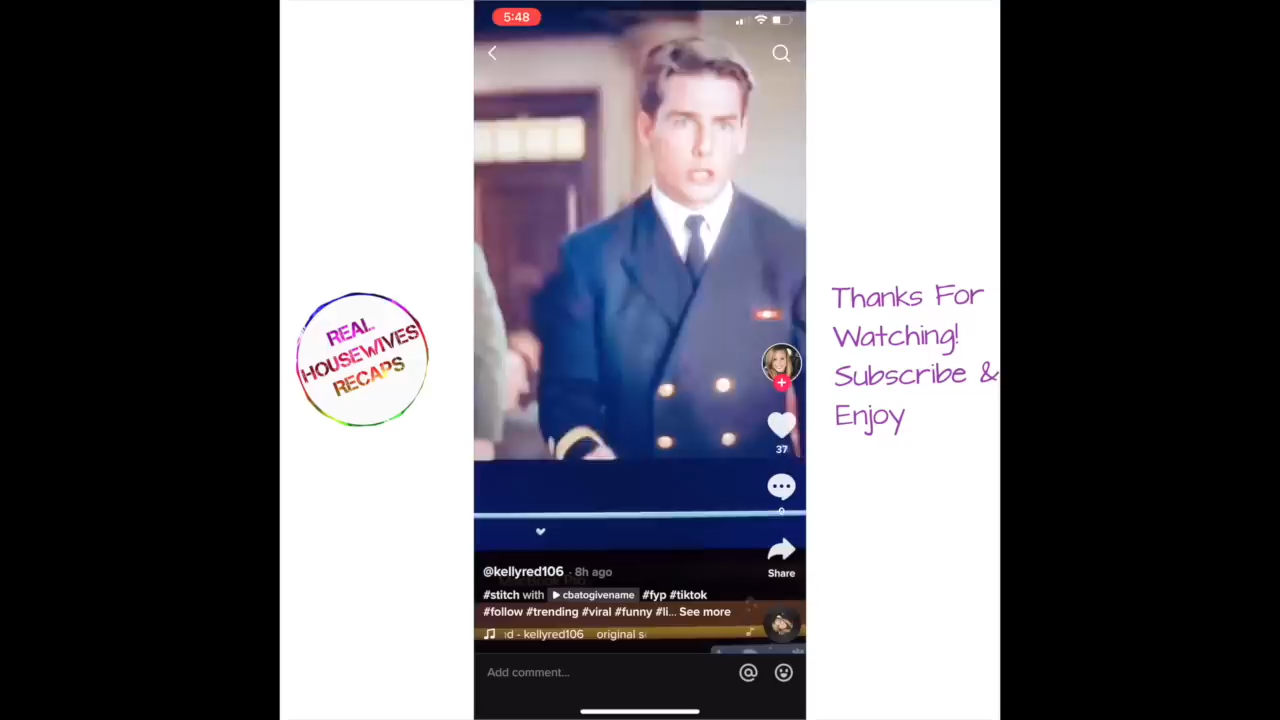 5:48
REAL
HOUSEWIVES
RECAPS
Thanks For
Watching!
Subscribe &
Enjoy
37
0
Share
@kellyred106 · 8h ago
#stitch with cbatogivename #fyp #tiktok
#follow #trending #viral #funny #li... See more
d - kellyred106 original s
Add comment...